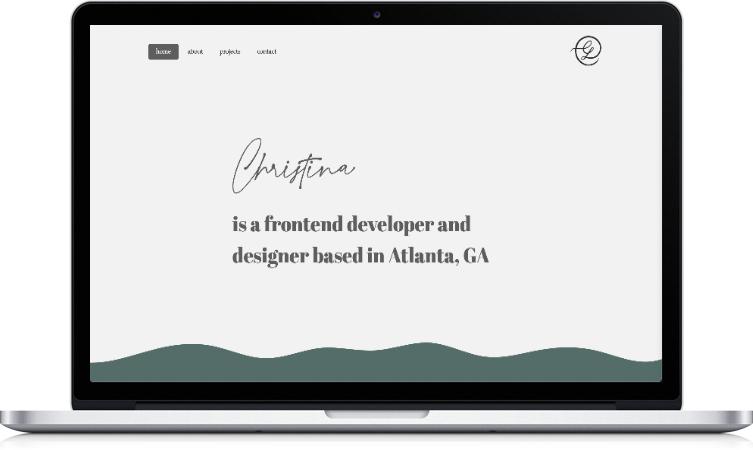 home about projects contact
Christina
is a frontend developer and
designer based in Atlanta, GA